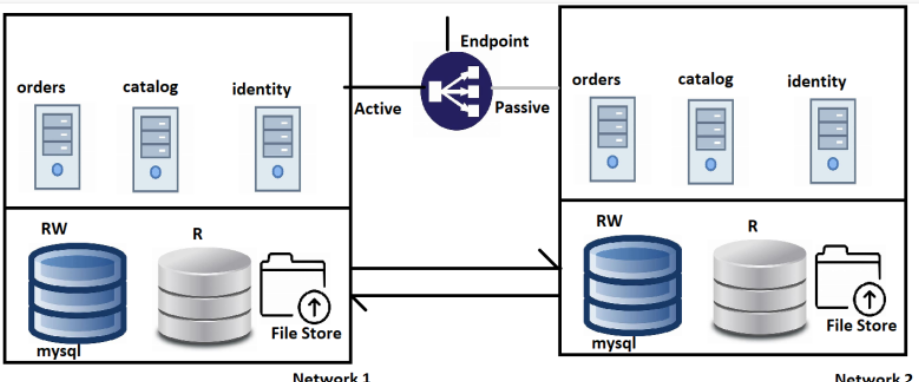 Endpoint
orders
catalog
identity
Active
Passive
orders
catalog
identity
RW
R
mysql
File Store
RW
R
mysql
File Store
Network 1
Network 2